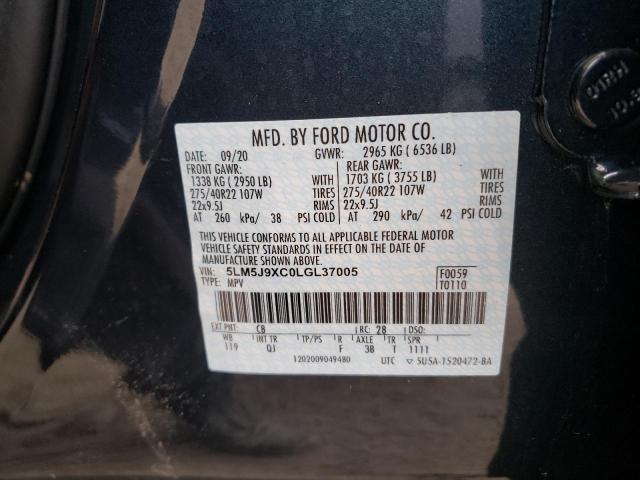 MFD. BY FORD MOTOR CO.
DATE: 09/20 GVWR: 2965 KG ( 6536 LB)
FRONT GAWR: REAR GAWR:
1338 KG ( 2950 LB) WITH 1703 KG ( 3755 LB) WITH
275/40R22 107W TIRES 275/40R22 107W TIRES
22x9.5J RIMS 22x9.5J RIMS
AT 260 kPa/ 38 PSI COLD AT 290 kPa/ 42 PSI COLD
THIS VEHICLE CONFORMS TO ALL APPLICABLE FEDERAL MOTOR
VEHICLE SAFETY STANDARDS IN EFFECT ON THE DATE OF
MANUFACTURE SHOWN ABOVE.
VIN: 5LM5J9XC0LGL37005 F0059
TYPE: MPV T0110
EXT PNT: C8 RC: 28 DSO:
WB INT TR TP/PS R AXLE TR SPR
119 QJ F 3B T 1111
1202009049480 UTC ▽ 5USA-1520472-BA